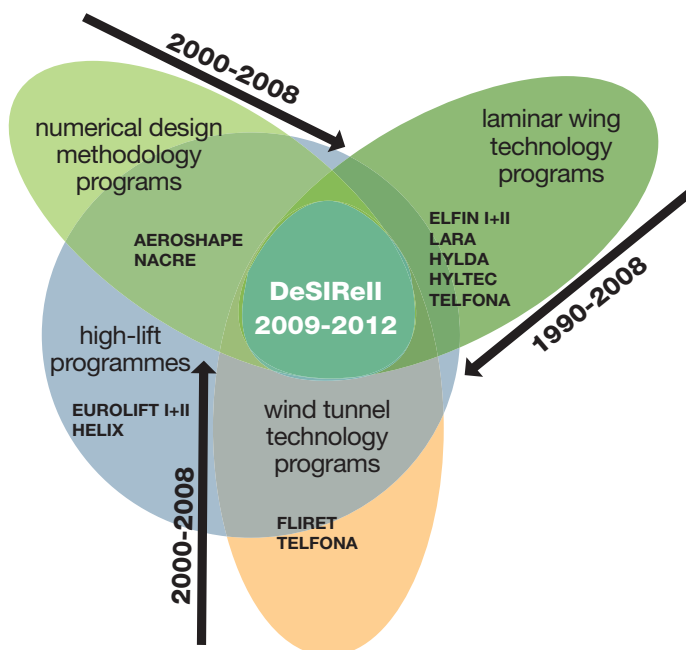 2000-2008
numerical design
methodology
programs
laminar wing
technology
programs
AEROSHAPE
NACRE
ELFIN I+II
LARA
HYLDA
HYLTEC
TELFONA
DeSIReII
2009-2012
1990-2008
high-lift
programmes
EUROLIFT I+II
HELIX
wind tunnel
technology
programs
2000-2008
FLIRET
TELFONA